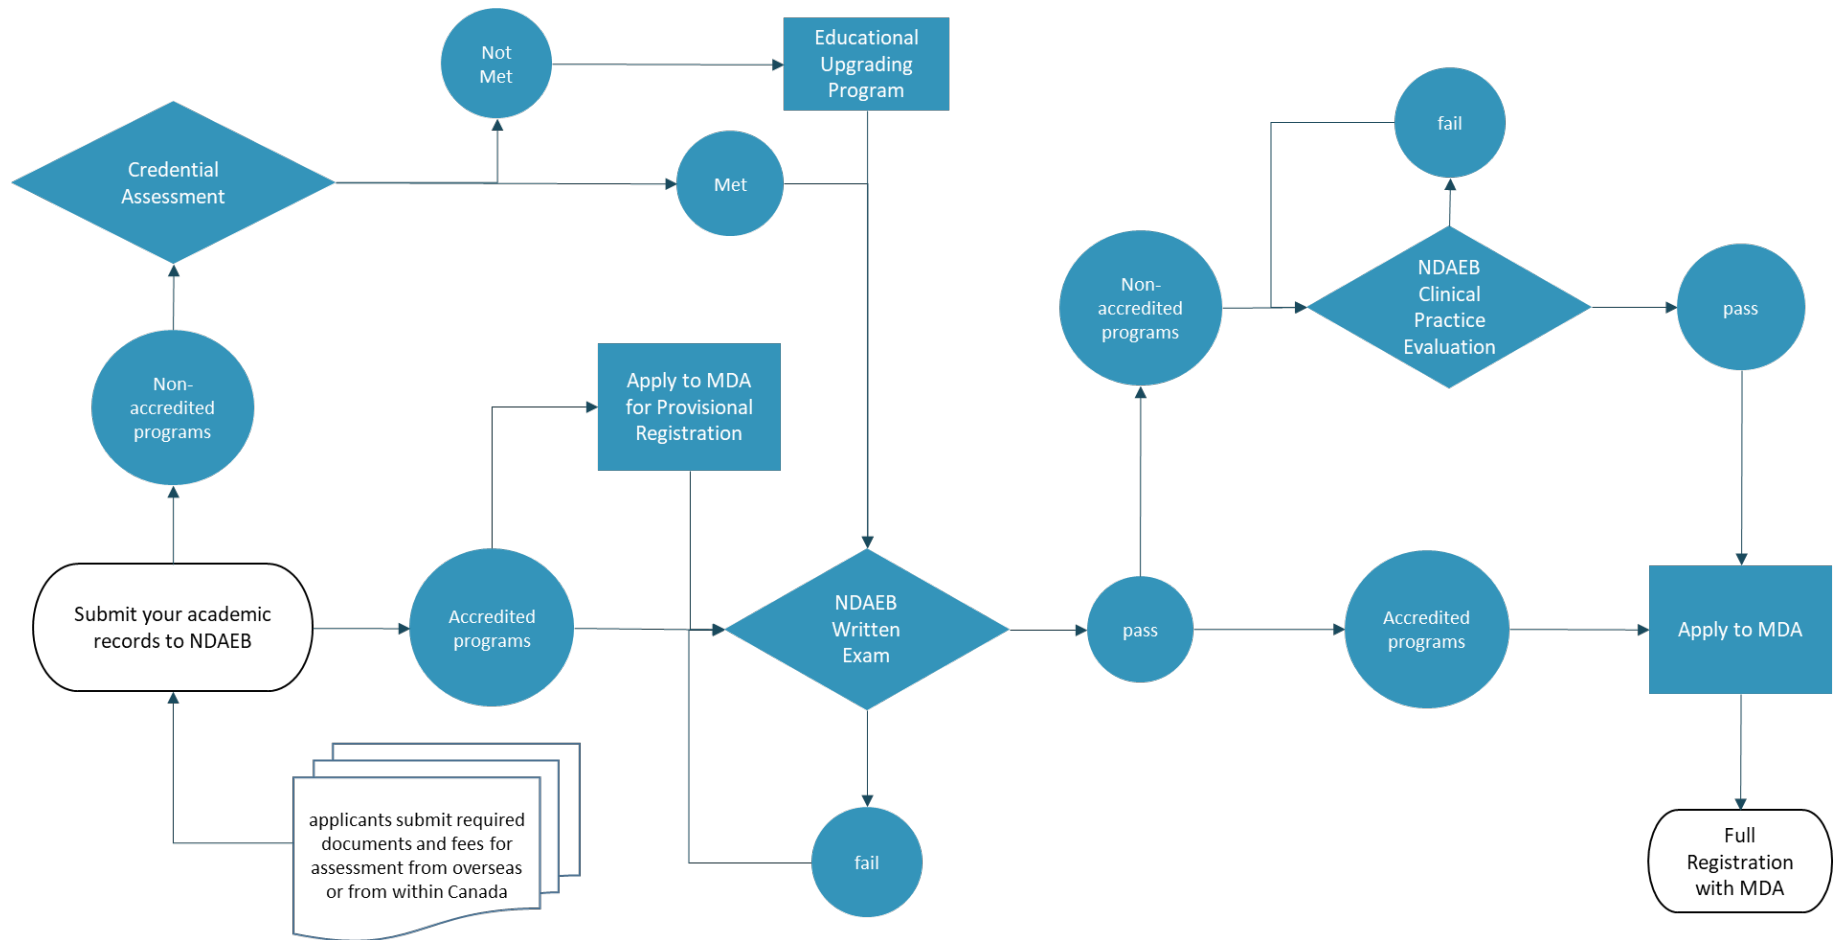 Not
Met
Educational
Upgrading
Program
fail
Credential
Assessment
Met
Non-
accredited
programs
NDAEB
Clinical
Practice
Evaluation
pass
Non-
accredited
programs
Apply to MDA
for Provisional
Registration
Submit your academic
records to NDAEB
Accredited
programs
NDAEB
Written
Exam
pass
Accredited
programs
Apply to MDA
applicants submit required
documents and fees for
assessment from overseas
or from within Canada
fail
Full
Registration
with MDA